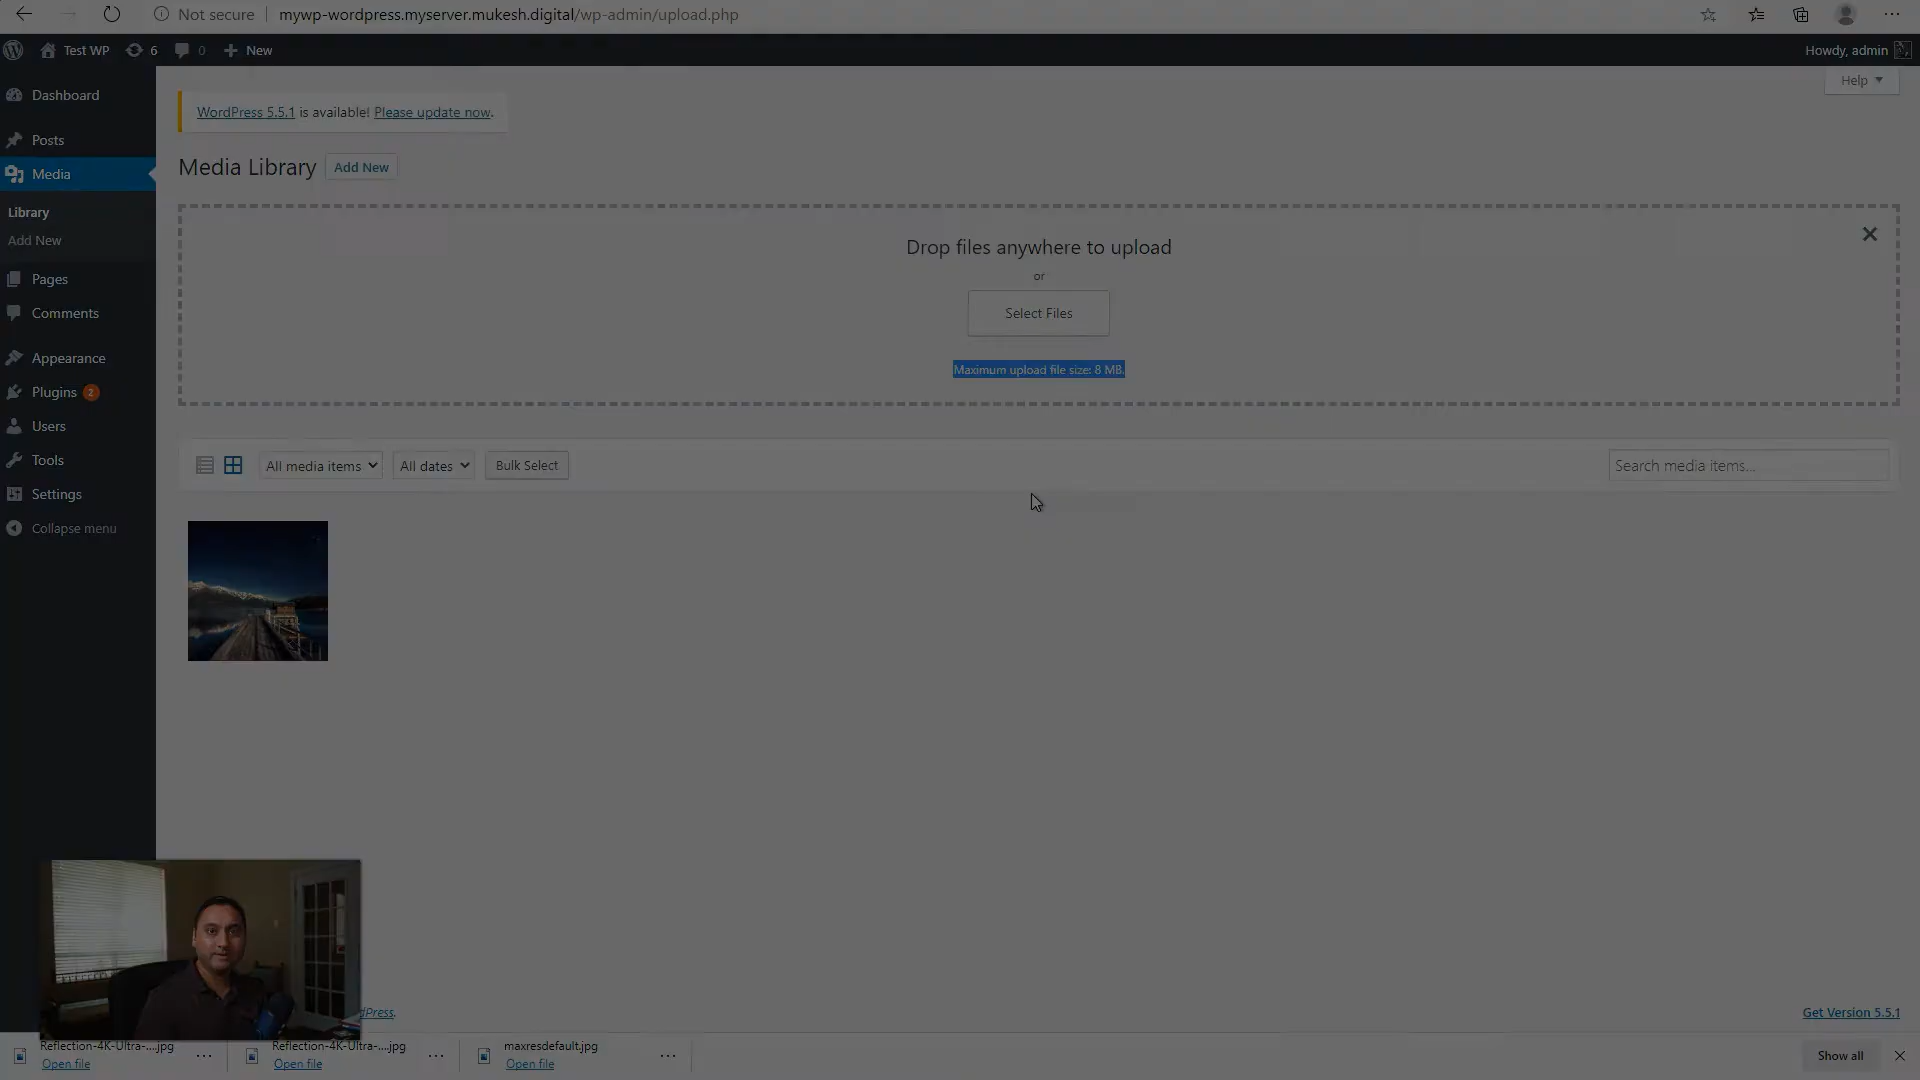 Not secure | mywp-wordpress.myserver.mukesh.digital/wp-admin/upload.php
Test WP 6 0 New
Howdy, admin
Help
Dashboard
Posts
Media
Library
Add New
Pages
Comments
Appearance
Plugins 2
Users
Tools
Settings
Collapse menu
WordPress 5.5.1 is available! Please update now.
Media Library Add New
Drop files anywhere to upload
or
Select Files
Maximum upload file size: 8 MB.
All media items All dates Bulk Select Search media items...
dPress.
Get Version 5.5.1
Reflection-4K-Ultra-....jpg Reflection-4K-Ultra-....jpg maxresdefault.jpg
Open file Open file Open file
Show all